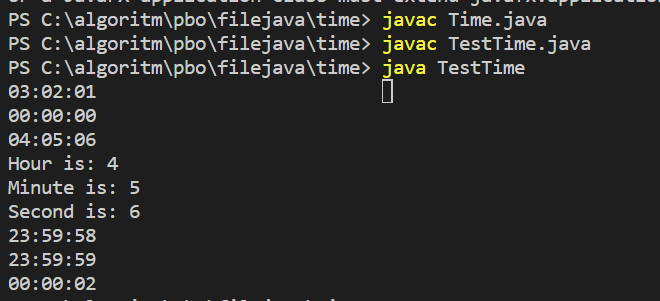 PS C:\algoritm\pbo\filejava\time> javac Time.java
PS C:\algoritm\pbo\filejava\time> javac TestTime.java
PS C:\algoritm\pbo\filejava\time> java TestTime
03:02:01
00:00:00
04:05:06
Hour is: 4
Minute is: 5
Second is: 6
23:59:58
23:59:59
00:00:02